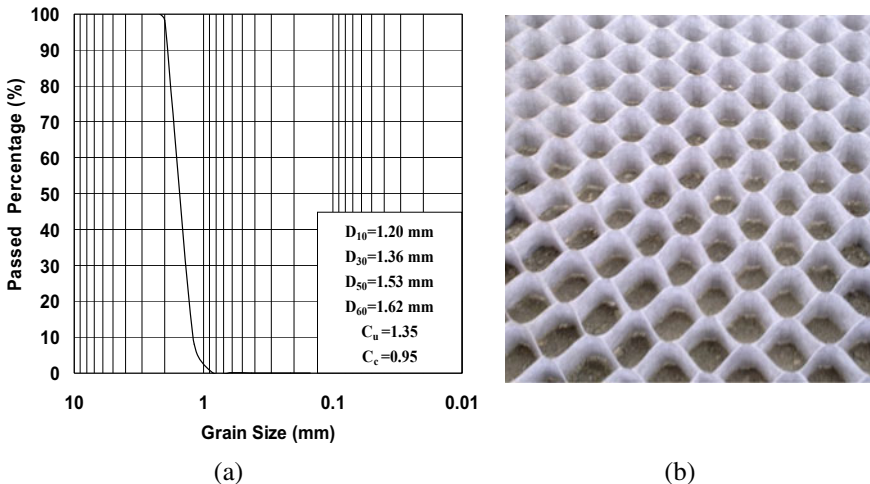 100
90
80
70
60
50
40
30
20
10
0
Passed Percentage (%)
D10=1.20 mm
D30=1.36 mm
D50=1.53 mm
D60=1.62 mm
Cu=1.35
Cc=0.95
10 1 0.1 0.01
Grain Size (mm)
(a) (b)